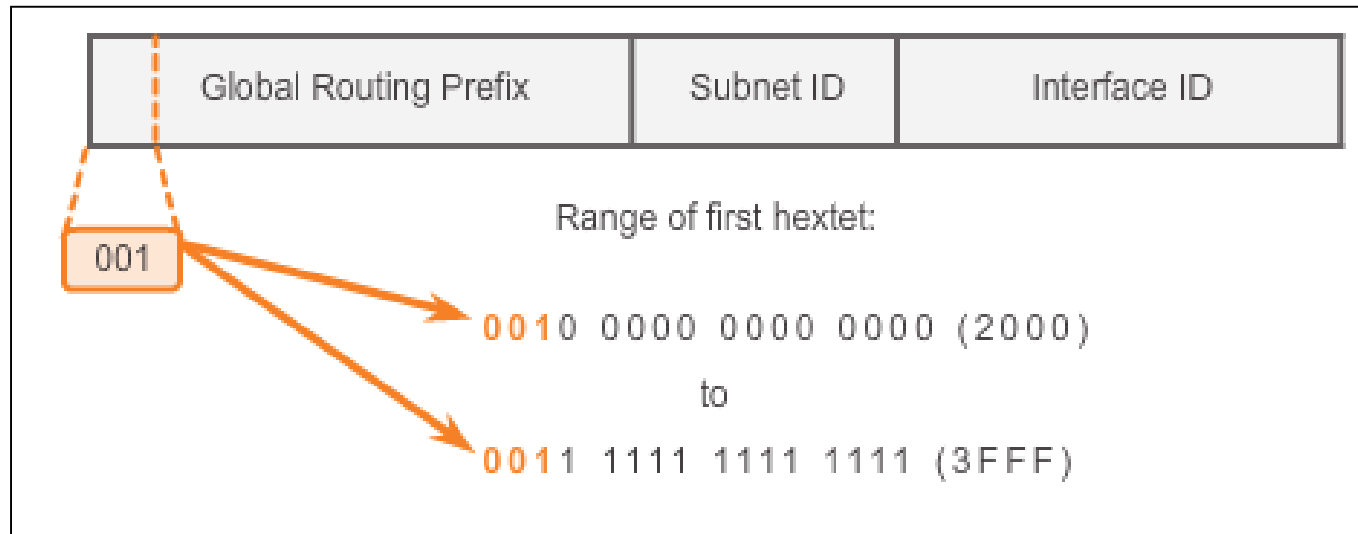 Global Routing Prefix Subnet ID Interface ID
Range of first hextet:
001
0010 0000 0000 0000 (2000)
to
0011 1111 1111 1111 (3FFF)